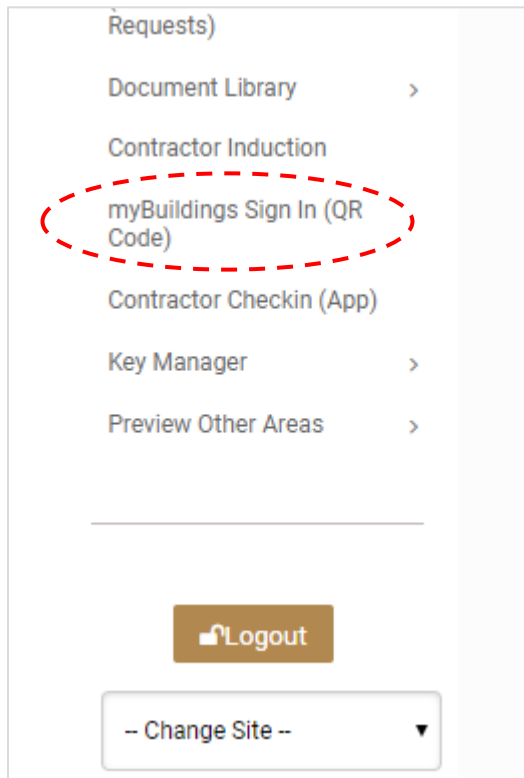 Requests)
Document Library
Contractor Induction
myBuildings Sign In (QR
Code)
Contractor Checkin (App)
Key Manager
Preview Other Areas
Logout
-- Change Site --